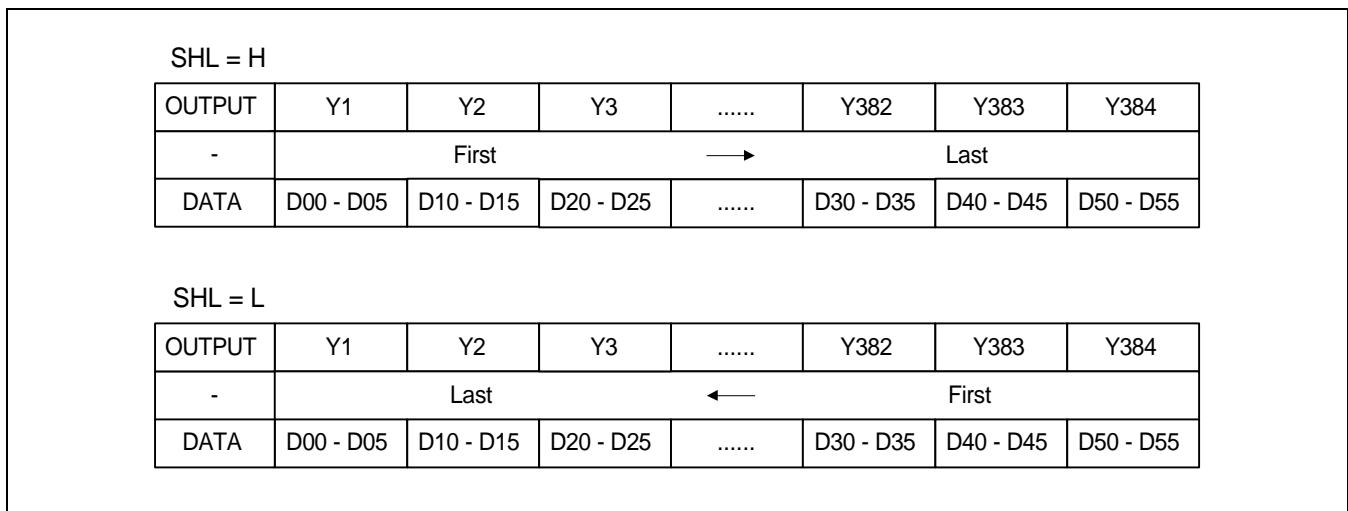 SHL = H
OUTPUT Y1 Y2 Y3 ...... Y382 Y383 Y384
- First → Last
DATA D00 - D05 D10 - D15 D20 - D25 ...... D30 - D35 D40 - D45 D50 - D55
SHL = L
OUTPUT Y1 Y2 Y3 ...... Y382 Y383 Y384
- Last ← First
DATA D00 - D05 D10 - D15 D20 - D25 ...... D30 - D35 D40 - D45 D50 - D55